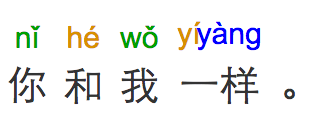 nǐ hé wǒ yíyàng
你 和 我 一样 。